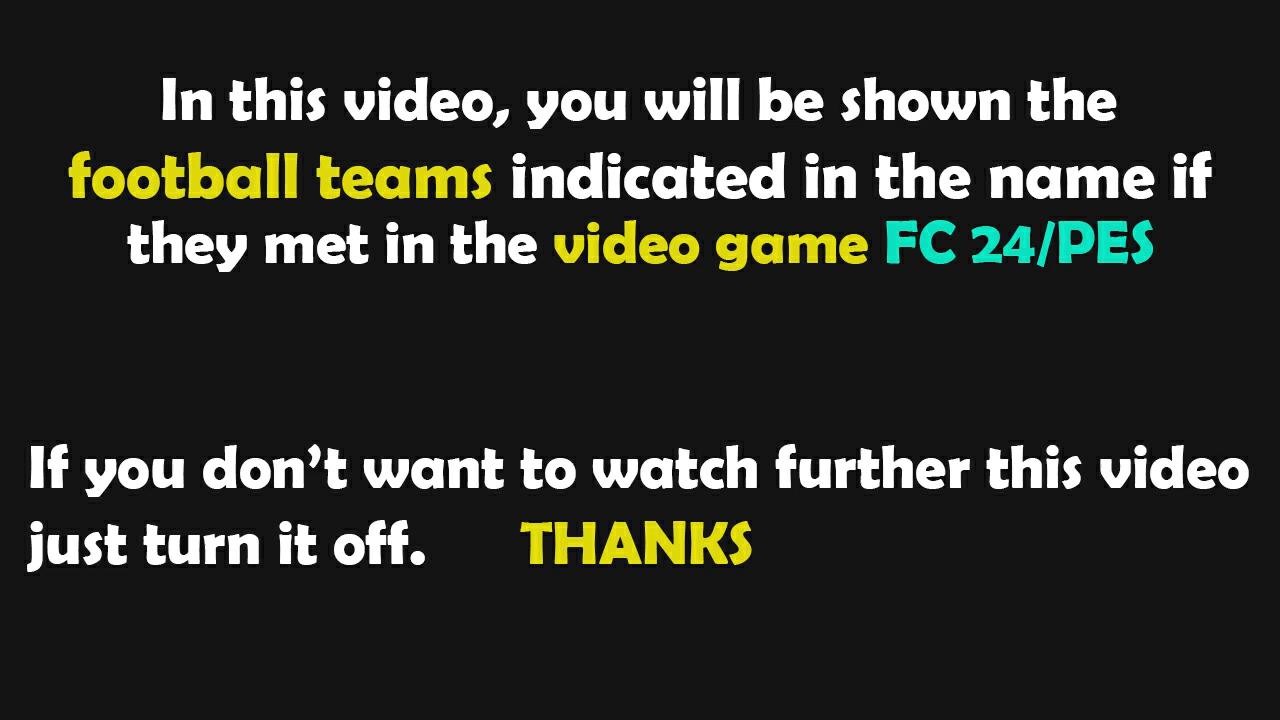 In this video, you will be shown the
football teams indicated in the name if
they met in the video game FC 24/PES
If you don't want to watch further this video
just turn it off. THANKS